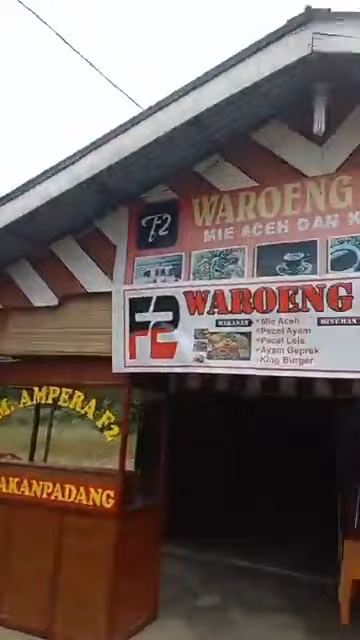 F2 WAROENG
MIE ACEH DAN
F2 WAROENG
MAKANAN
• Mie Aceh
• Pecel Ayam
• Pecel Lele
• Ayam Geprek
• King Burger
MINUMAN
M. AMPERA F2
AKANPADANG